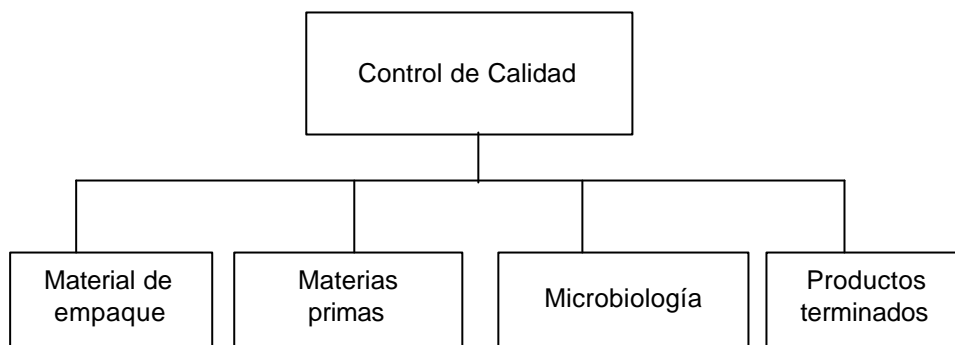 Control de Calidad
Material de
empaque
Materias
primas
Microbiología
Productos
terminados